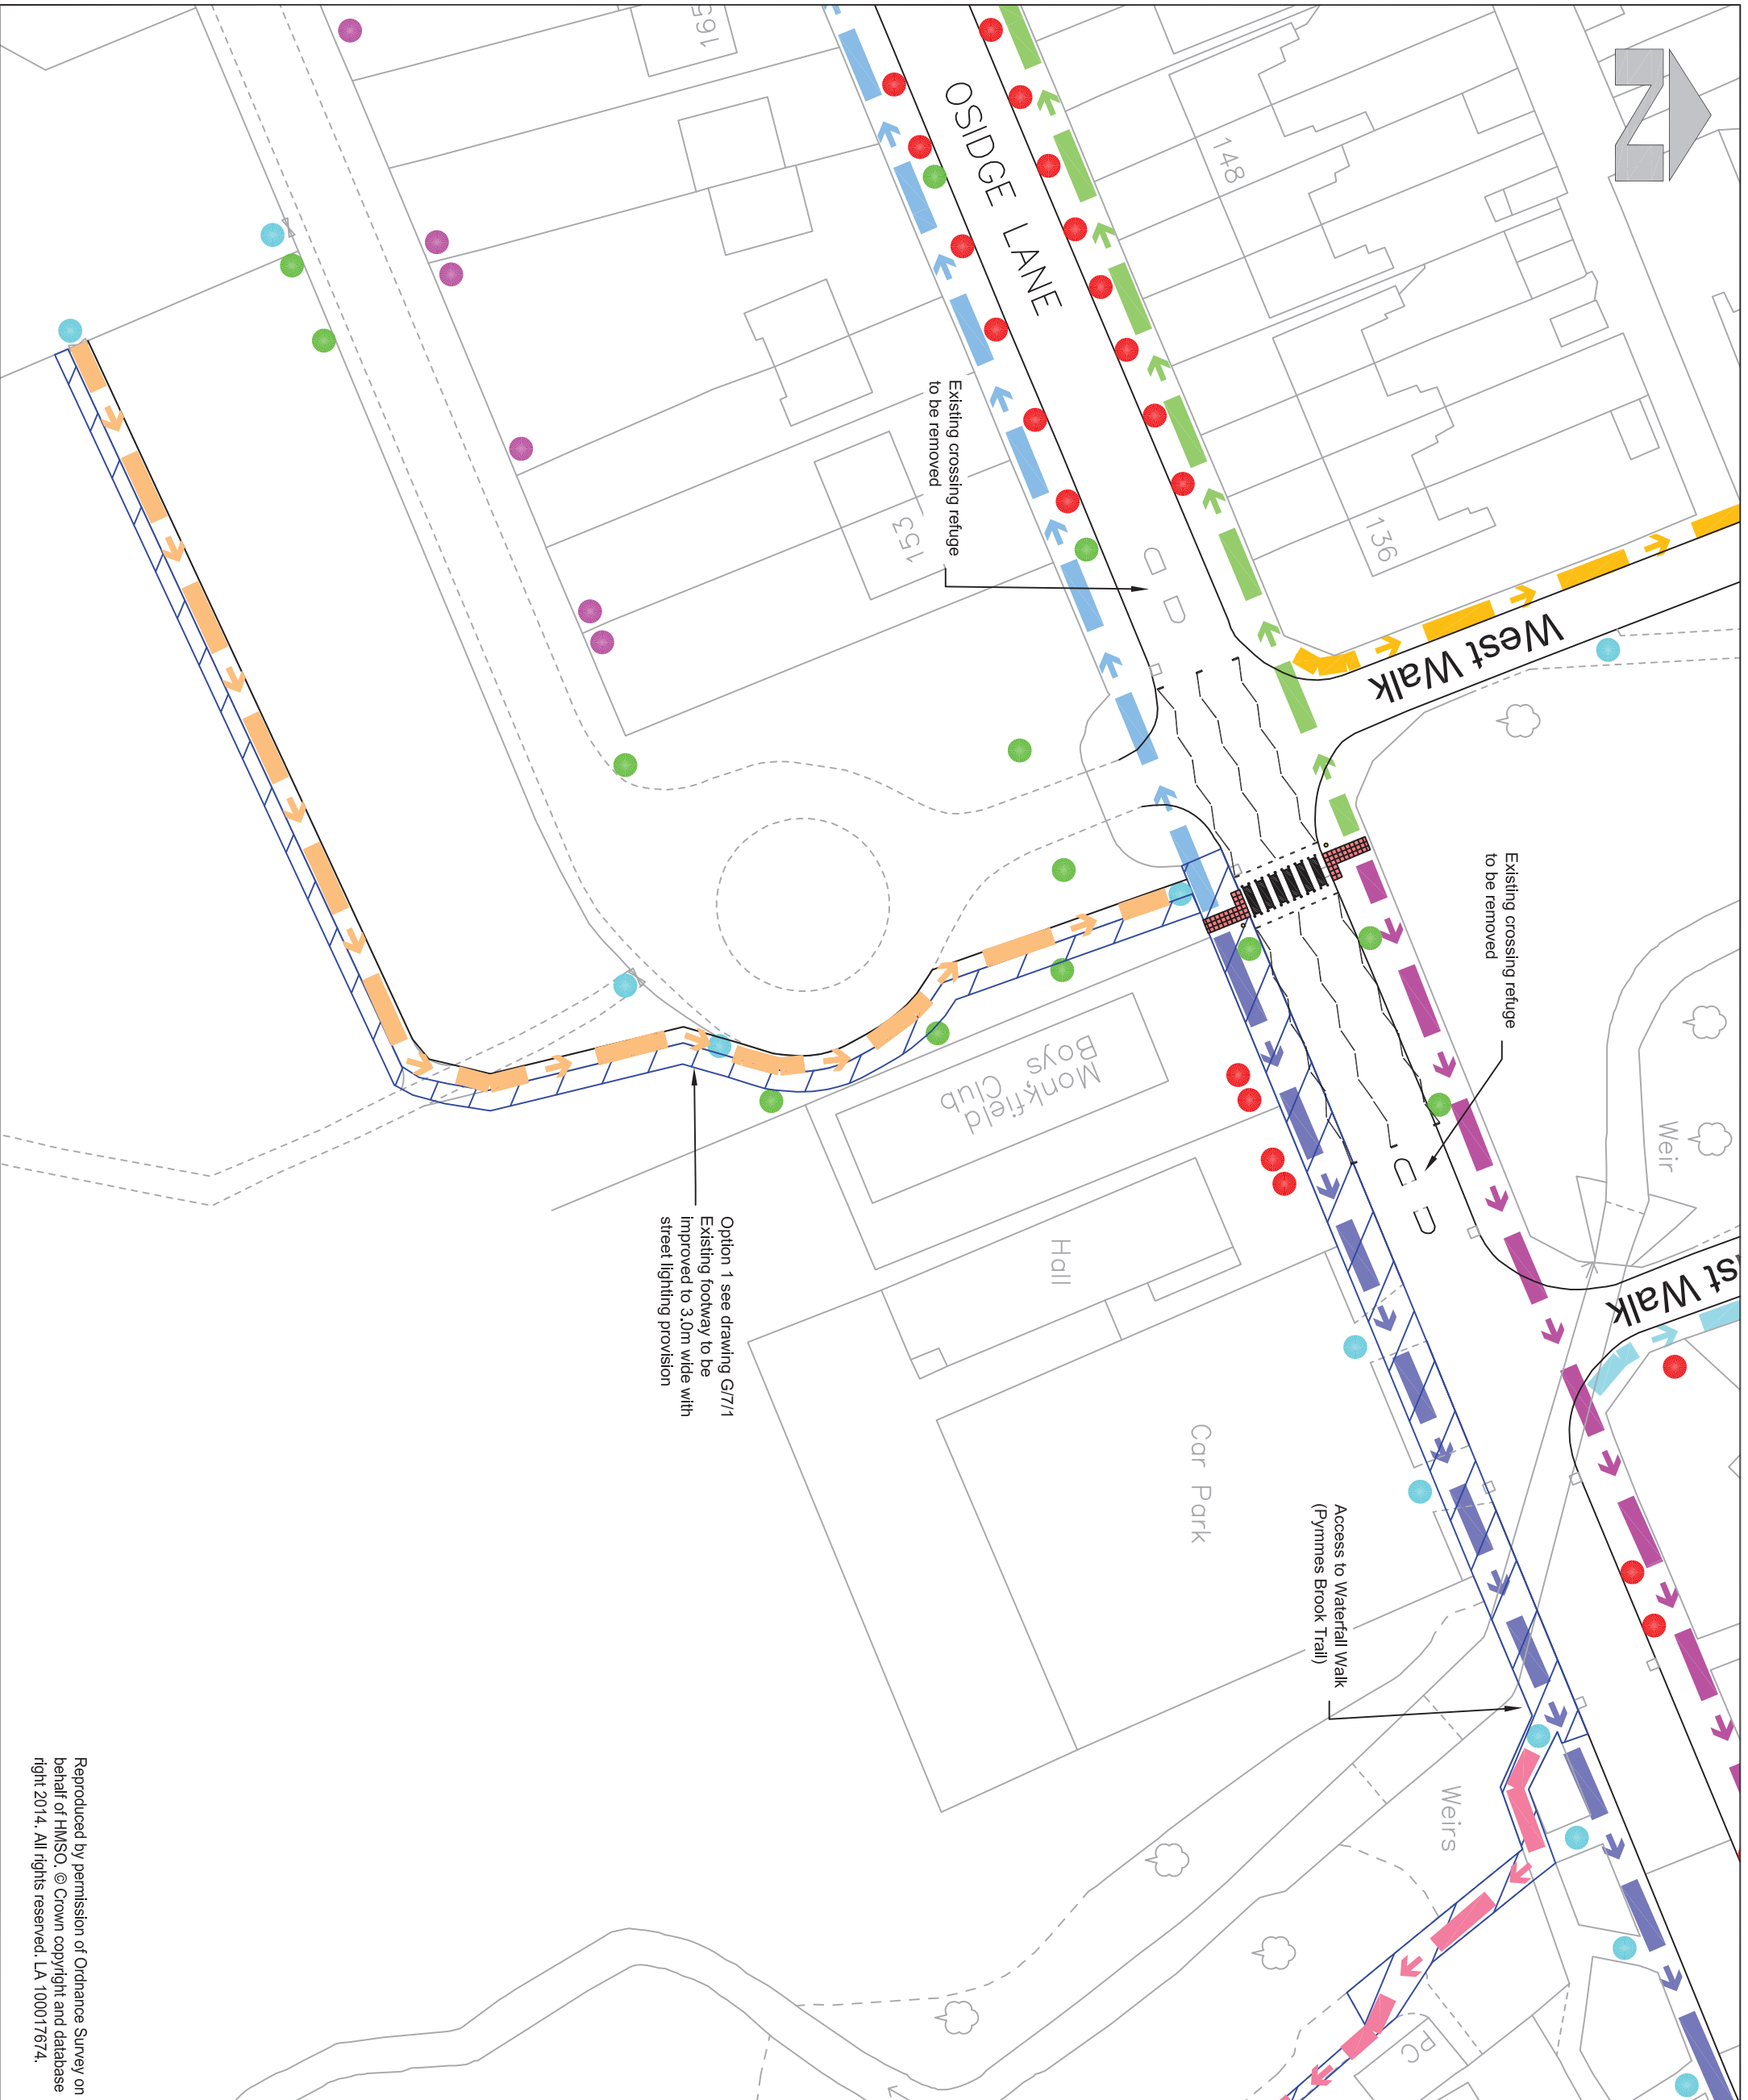 N
OSIDGE LANE
165
148
153
136
West Walk
Existing crossing refuge
to be removed
Existing crossing refuge
to be removed
Weir
st Walk
Monkfield
Boys
Club
Hall
Car Park
Option 1 see drawing G/7/1
Existing footway to be
improved to 3.0m wide with
street lighting provision
Access to Waterfall Walk
(Pymmes Brook Trail)
Weirs
PC
Reproduced by permission of Ordnance Survey on
behalf of HMSO. © Crown copyright and database
right 2014. All rights reserved. LA 100017674.